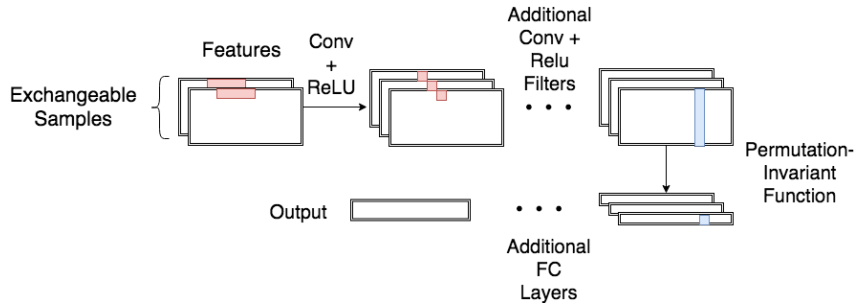 Features
Conv
+
ReLU
Additional
Conv +
Relu
Filters
Exchangeable
Samples
Permutation-
Invariant
Function
Output
Additional
FC
Layers